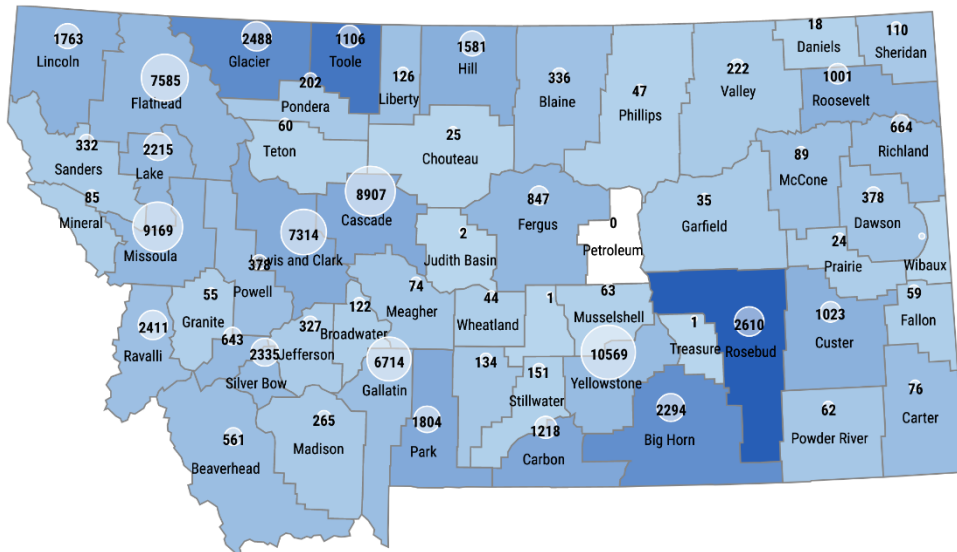 1763
Lincoln
7585
Flathead
2488
Glacier
1106
Toole
202
Pondera
126
Liberty
1581
Hill
336
Blaine
47
Phillips
222
Valley
18
Daniels
110
Sheridan
1001
Roosevelt
664
Richland
332
Sanders
2215
Lake
60
Teton
25
Chouteau
89
McCone
85
Mineral
9169
Missoula
8907
Cascade
7314
Lewis and Clark
378
Powell
2
Judith Basin
847
Fergus
0
Petroleum
35
Garfield
378
Dawson
24
Prairie
Wibaux
55
Granite
2411
Ravalli
643
2335
Silver Bow
327
Jefferson
122
Broadwater
74
Meagher
44
Wheatland
1
63
Musselshell
1
Treasure
2610
Rosebud
1023
Custer
59
Fallon
6714
Gallatin
134
151
Stillwater
10569
Yellowstone
561
Beaverhead
265
Madison
1804
Park
1218
Carbon
2294
Big Horn
62
Powder River
76
Carter